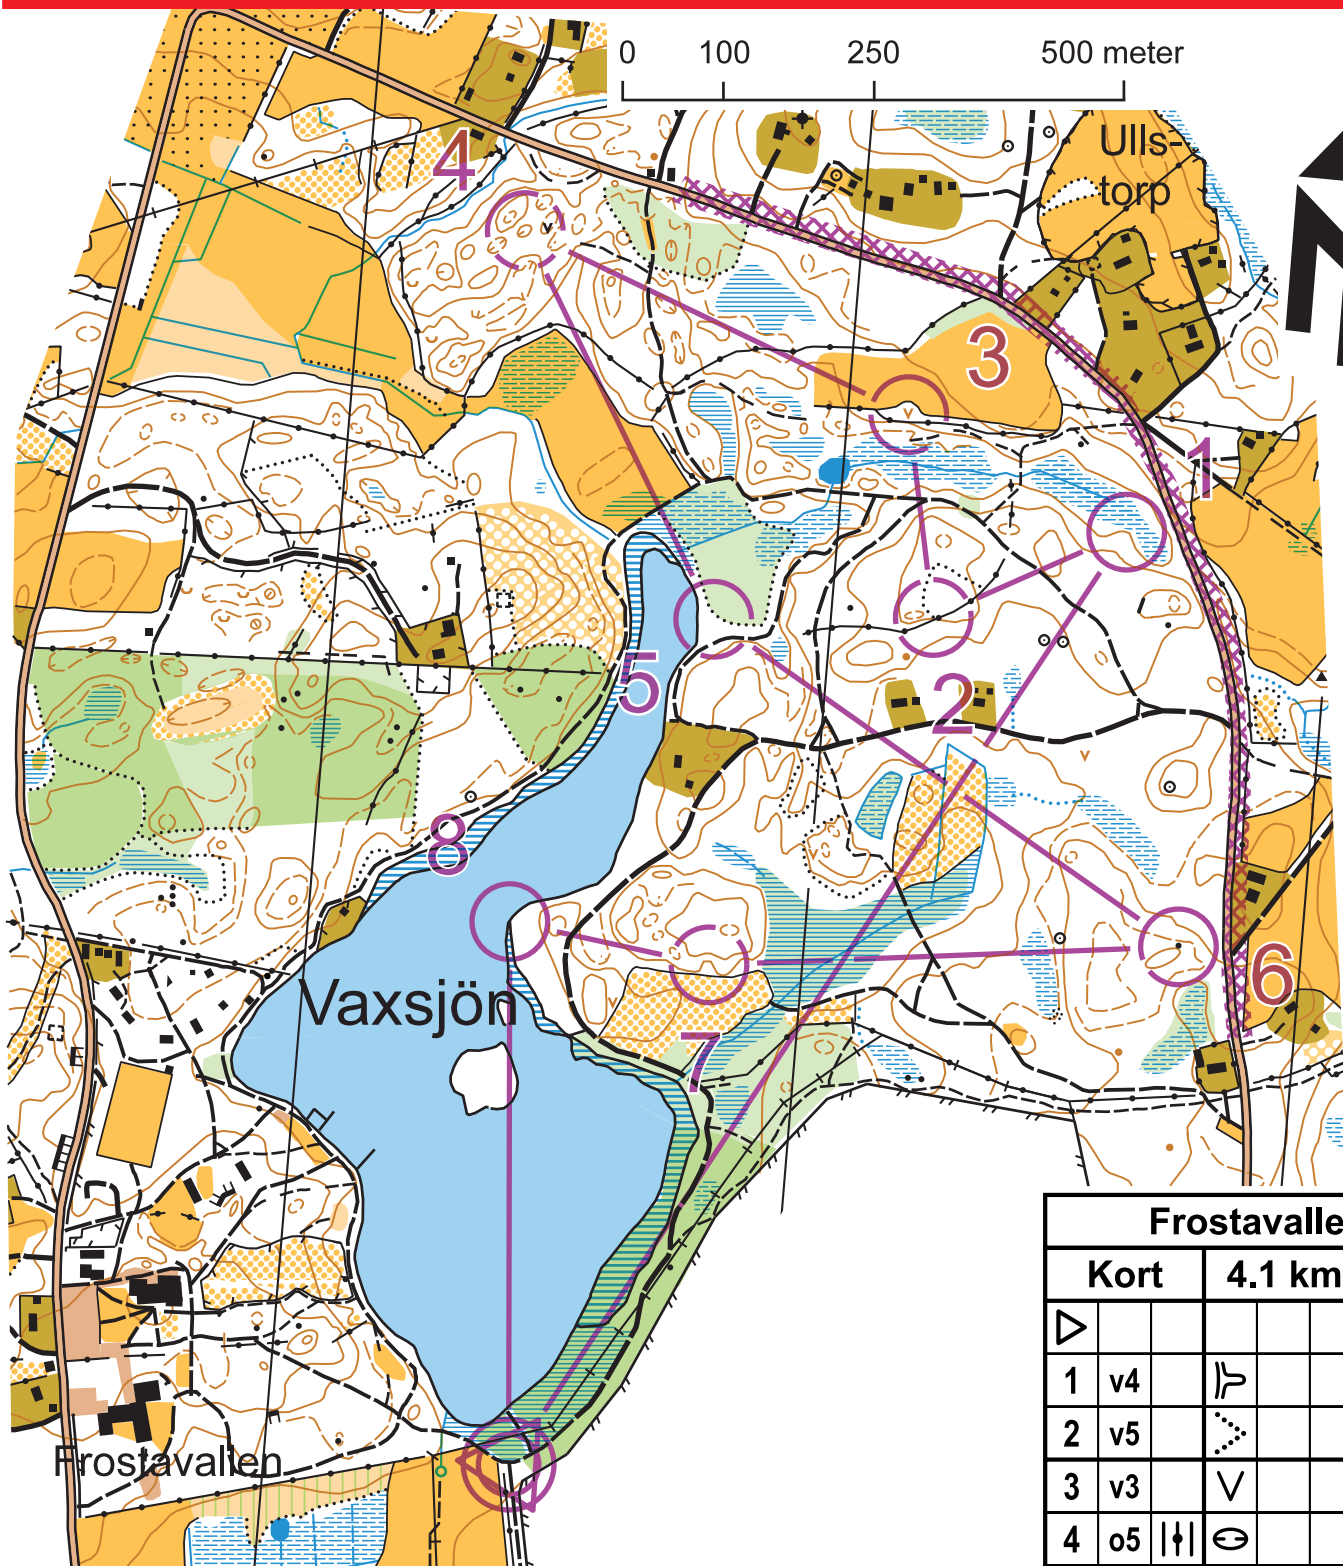 0 100 250 500 meter
Ulls-
torp
4
3
1
5
2
8
6
Vaxsjön
7
Frostavallen
Frostavalle
Kort 4.1 km
1 v4
2 v5
3 v3
4 o5